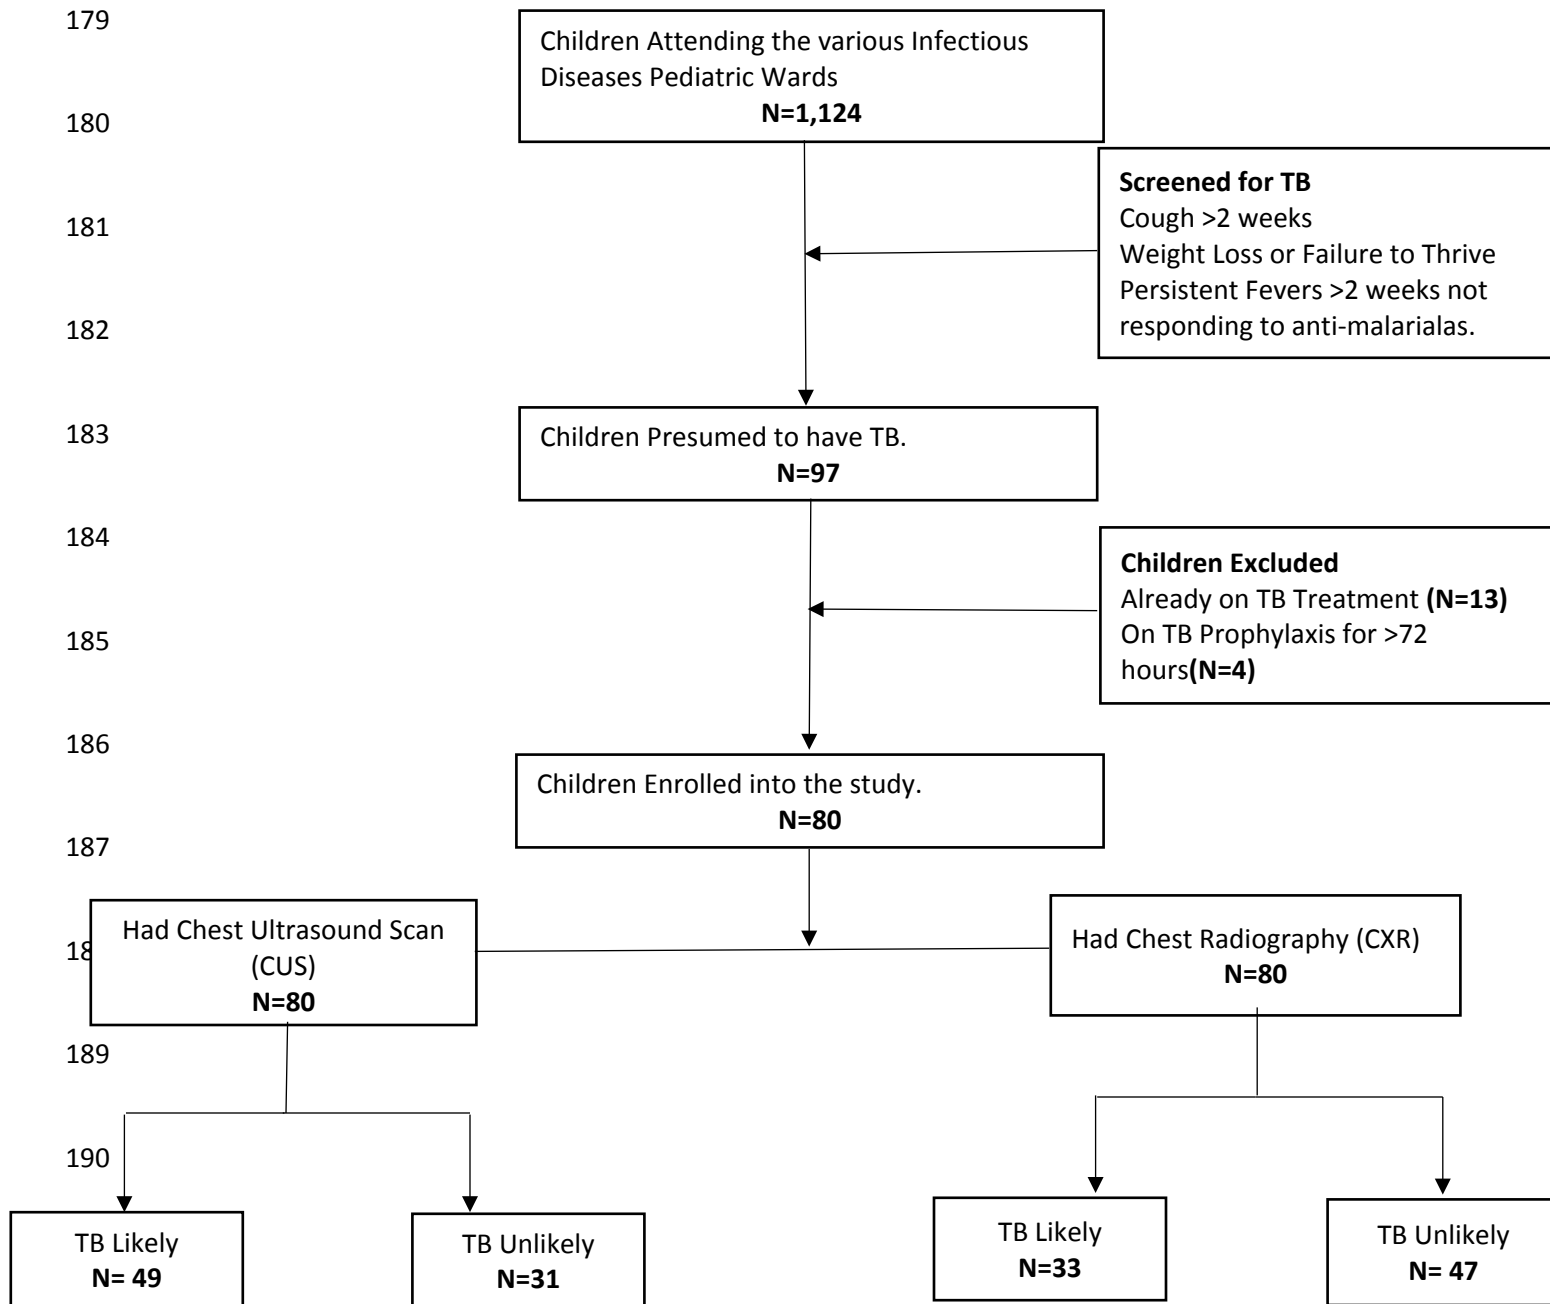 179
Children Attending the various Infectious
Diseases Pediatric Wards
N=1,124
180
Screened for TB
Cough >2 weeks
Weight Loss or Failure to Thrive
Persistent Fevers >2 weeks not
responding to anti-malarialas.
181
182
183
Children Presumed to have TB.
N=97
184
Children Excluded
Already on TB Treatment (N=13)
On TB Prophylaxis for >72
hours(N=4)
185
186
Children Enrolled into the study.
N=80
187
Had Chest Ultrasound Scan
(CUS)
N=80
Had Chest Radiography (CXR)
N=80
189
190
TB Likely
N= 49
TB Unlikely
N=31
TB Likely
N=33
TB Unlikely
N= 47